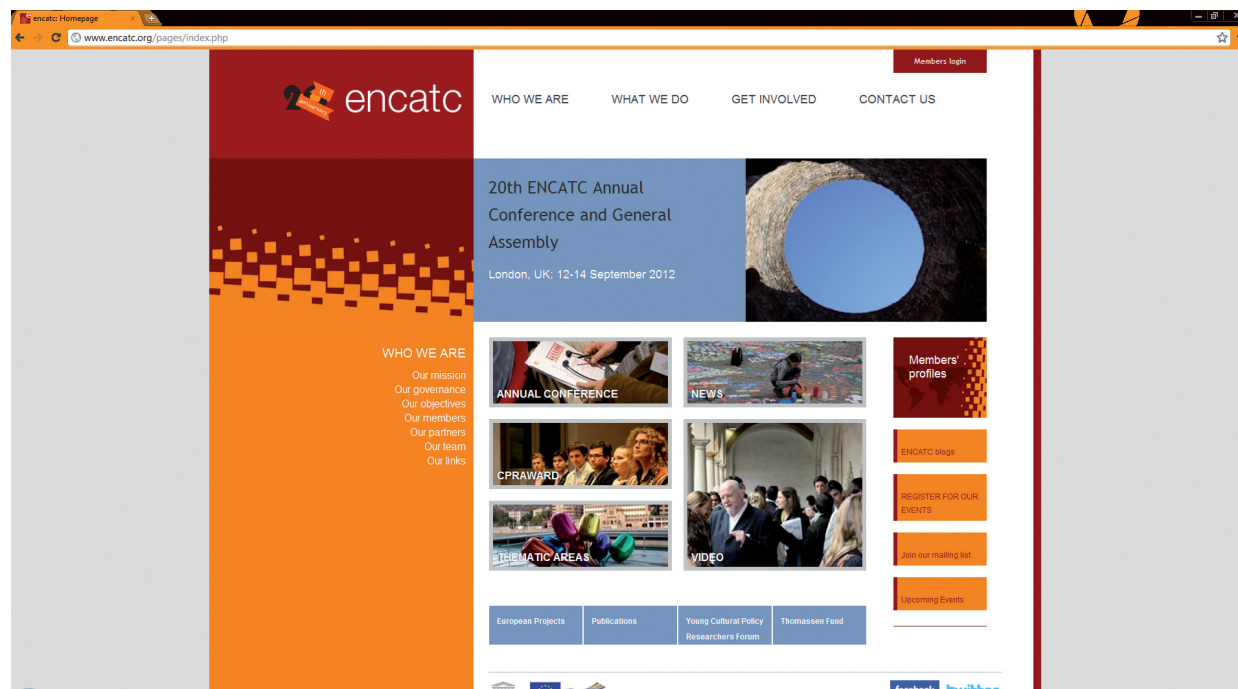 encatc: Homepage
www.encatc.org/pages/index.php
Members login
th
anniversary
encatc
WHO WE ARE
WHAT WE DO
GET INVOLVED
CONTACT US
20th ENCATC Annual
Conference and General
Assembly
London, UK: 12-14 September 2012
WHO WE ARE
Our mission
Our governance
Our objectives
Our members
Our partners
Our team
Our links
ANNUAL CONFERENCE
NEWS
CPRAWARD
THEMATIC AREAS
VIDEO
Members'
profiles
ENCATC blogs
REGISTER FOR OUR
EVENTS
Join our mailing list
Upcoming Events
European Projects
Publications
Young Cultural Policy
Researchers Forum
Thomassen Fund
facebook
twitter